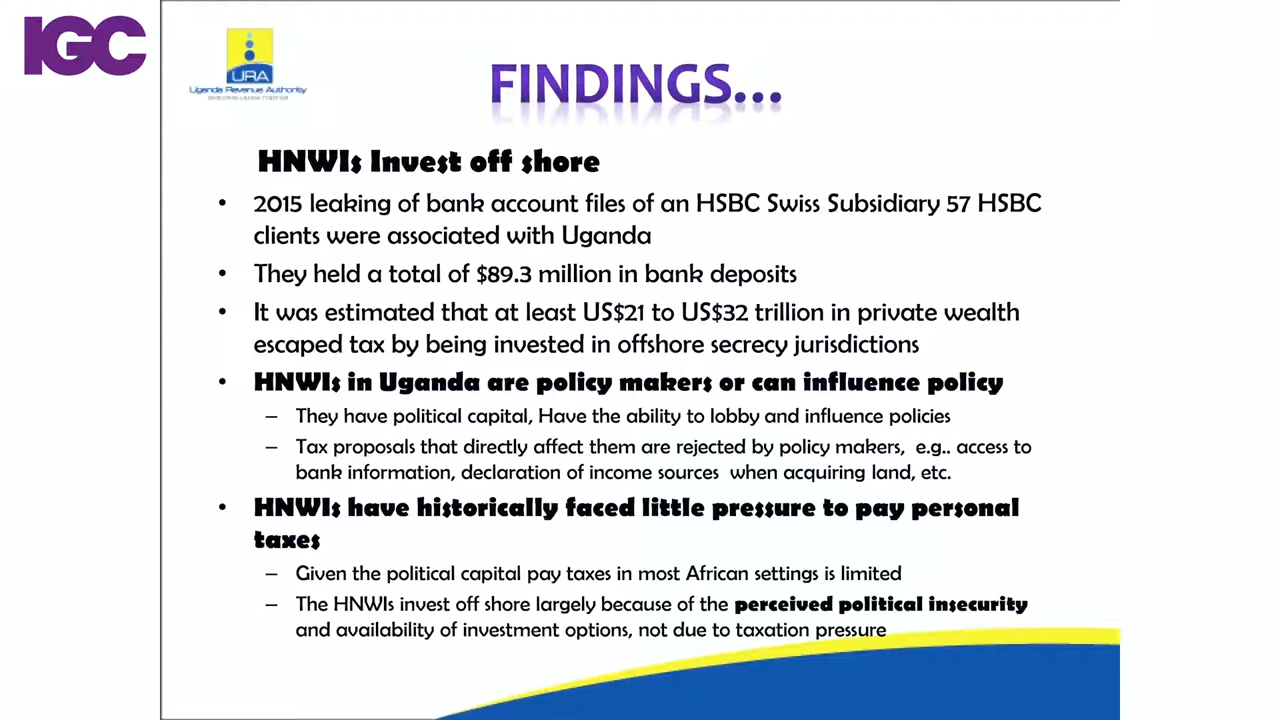 IGC
URA
Uganda Revenue Authority
DEVELOPING UGANDA TOGETHER
FINDINGS...
HNWIs Invest off shore
• 2015 leaking of bank account files of an HSBC Swiss Subsidiary 57 HSBC
clients were associated with Uganda
• They held a total of $89.3 million in bank deposits
• It was estimated that at least US$21 to US$32 trillion in private wealth
escaped tax by being invested in offshore secrecy jurisdictions
• HNWIs in Uganda are policy makers or can influence policy
– They have political capital, Have the ability to lobby and influence policies
– Tax proposals that directly affect them are rejected by policy makers, e.g.. access to
bank information, declaration of income sources when acquiring land, etc.
• HNWIs have historically faced little pressure to pay personal
taxes
– Given the political capital pay taxes in most African settings is limited
– The HNWIs invest off shore largely because of the perceived political insecurity
and availability of investment options, not due to taxation pressure